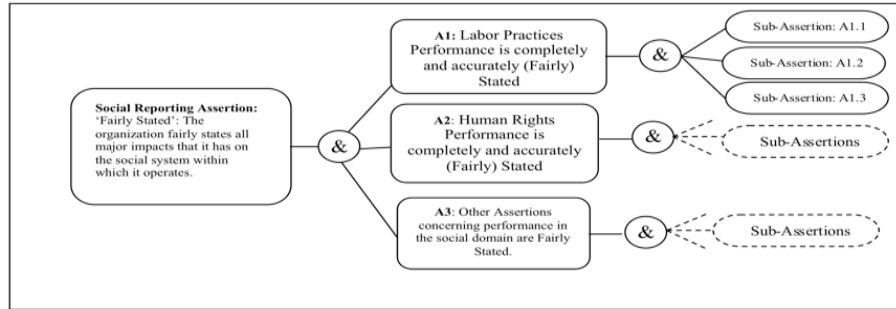 Social Reporting Assertion:
'Fairly Stated': The
organization fairly states all
major impacts that it has on
the social system within
which it operates.
&
A1: Labor Practices
Performance is completely
and accurately (Fairly)
Stated
&
Sub-Assertion: A1.1
Sub-Assertion: A1.2
Sub-Assertion: A1.3
A2: Human Rights
Performance is
completely and accurately
(Fairly) Stated
&
Sub-Assertions
A3: Other Assertions
concerning performance in
the social domain are Fairly
Stated.
&
Sub-Assertions